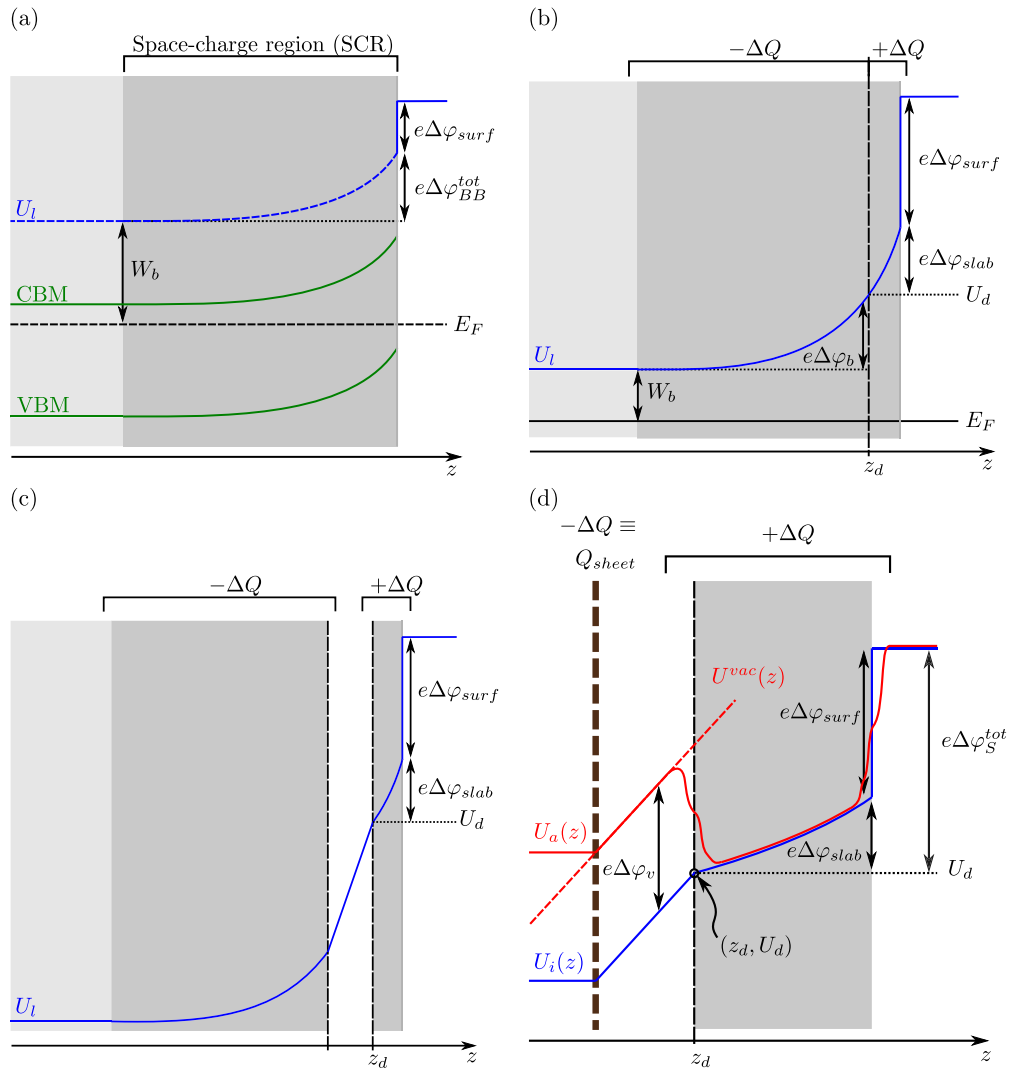 (a)
Space-charge region (SCR)
eΔφ_surf
eΔφ_BB^tot
U_l
W_b
CBM
E_F
VBM
z
(b)
−ΔQ
+ΔQ
eΔφ_surf
eΔφ_slab
U_d
U_l
eΔφ_b
W_b
E_F
z_d
z
(c)
−ΔQ
+ΔQ
eΔφ_surf
eΔφ_slab
U_d
U_l
z_d
z
(d)
−ΔQ ≡
Q_sheet
+ΔQ
U^vac(z)
eΔφ_surf
eΔφ_S^tot
U_a(z)
eΔφ_v
eΔφ_slab
U_d
(z_d, U_d)
U_i(z)
z_d
z